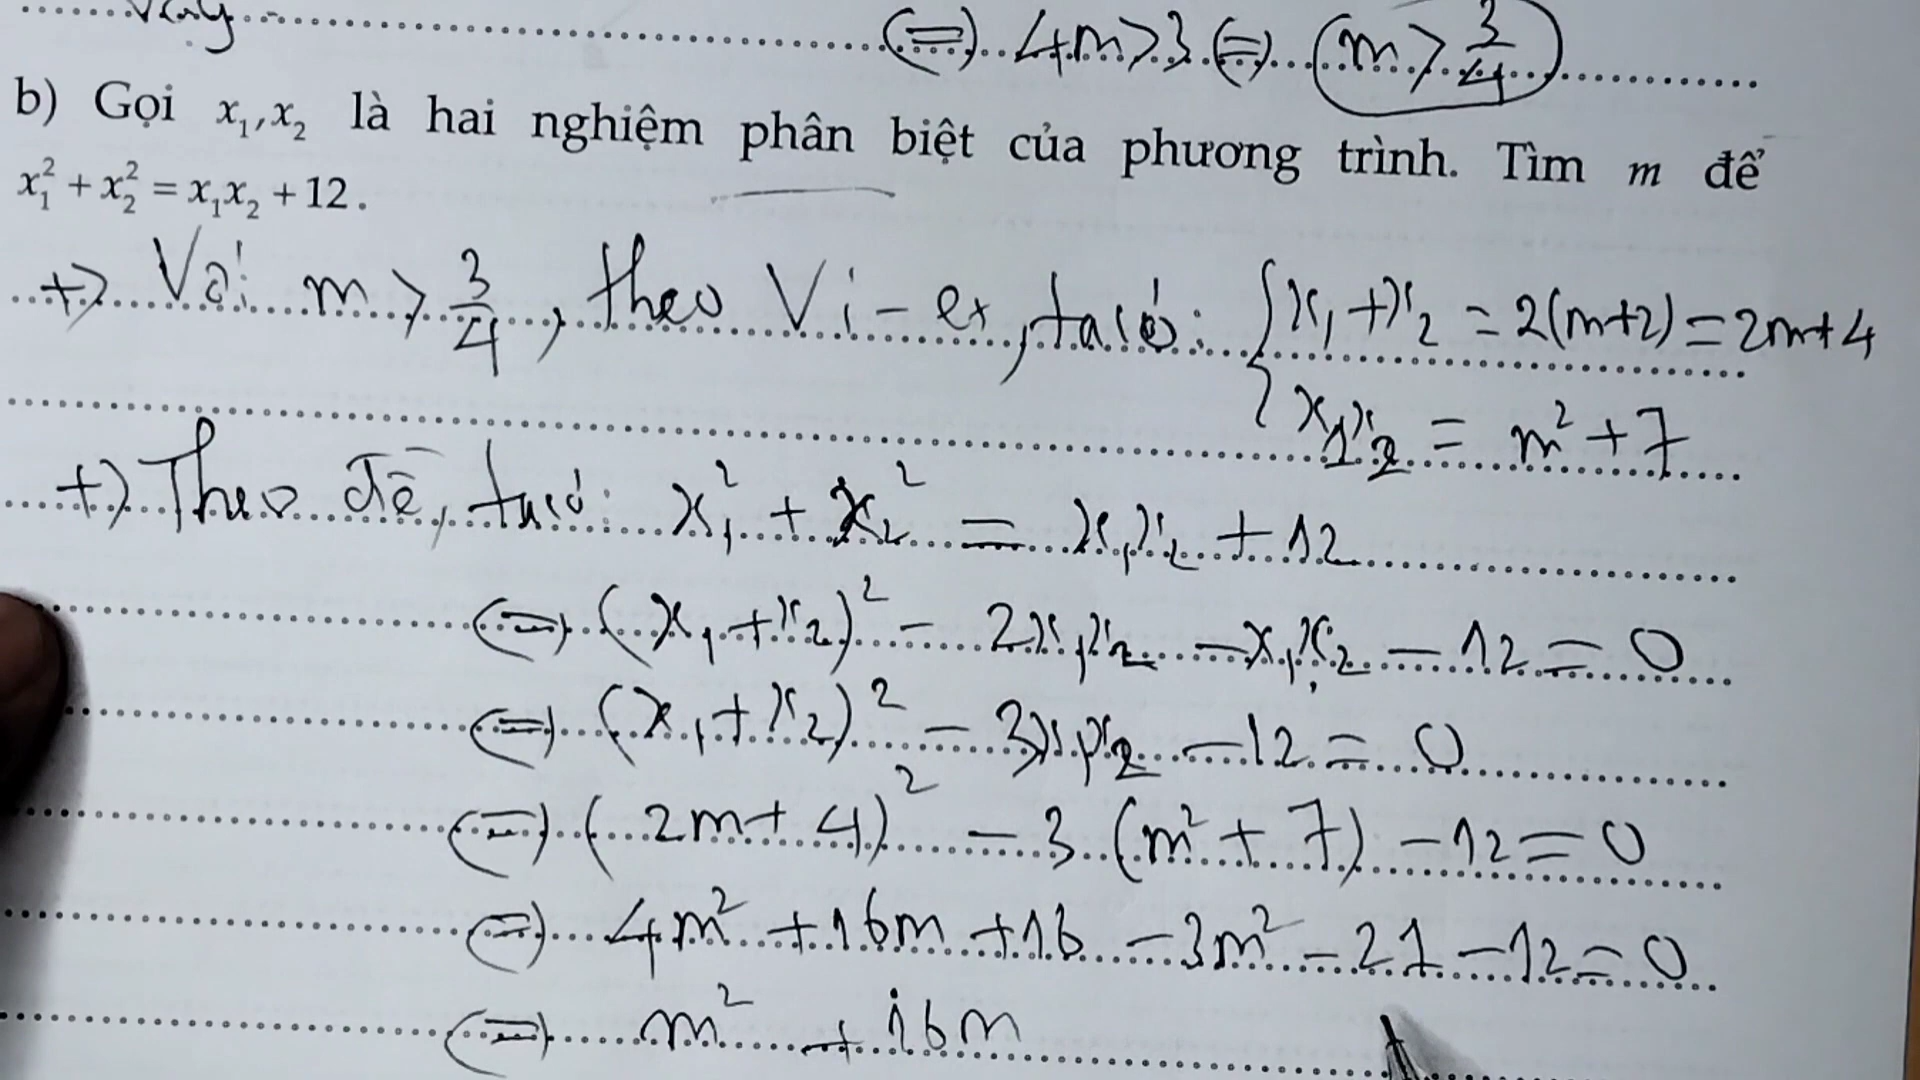 Vậy
(=) 4m>3 (=) m > 3/4
b) Gọi x₁,x₂ là hai nghiệm phân biệt của phương trình. Tìm m để
x₁² + x₂² = x₁x₂ + 12.
+) Với m > 3/4, theo Vi-ex, ta có: { x₁ + x₂ = 2(m+2) = 2m+4
x₁x₂ = m² + 7
+) Theo đề, ta có: x₁² + x₂² = x₁x₂ + 12
(=) (x₁+x₂)² - 2x₁x₂ - x₁x₂ - 12 = 0
(=) (x₁+x₂)² - 3x₁x₂ - 12 = 0
(=) (2m+4)² - 3(m²+7) - 12 = 0
(=) 4m² + 16m + 16 - 3m² - 21 - 12 = 0
(=) m² + 16m